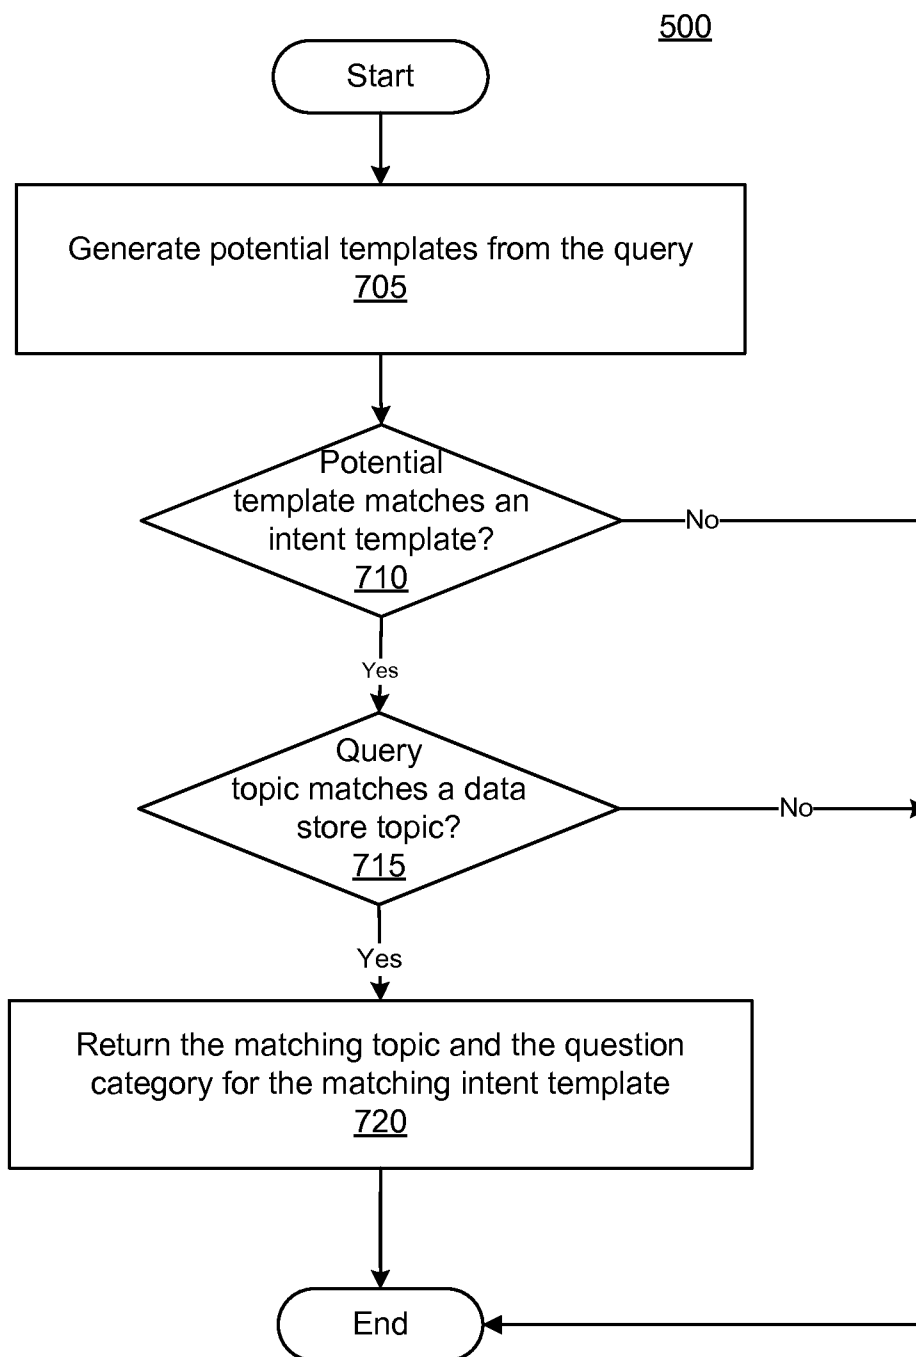 500
Start
Generate potential templates from the query
705
Potential
template matches an
intent template?
710
No
Yes
Query
topic matches a data
store topic?
715
No
Yes
Return the matching topic and the question
category for the matching intent template
720
End